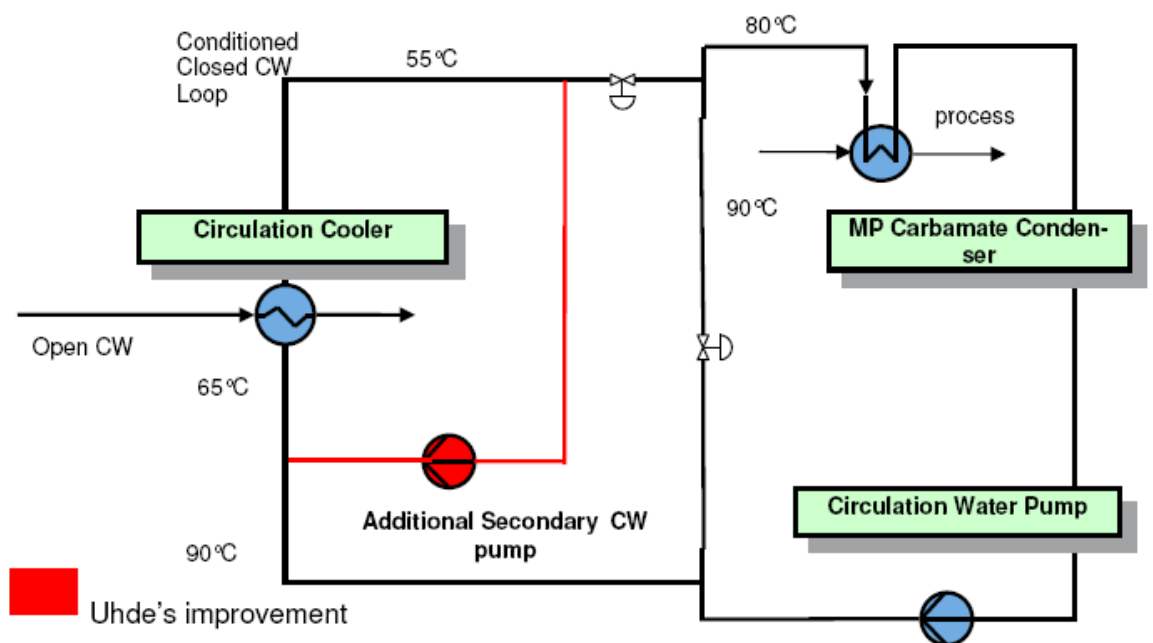 Conditioned
Closed CW
Loop
55°C
80°C
process
90°C
Circulation Cooler
MP Carbamate Conden-
ser
Open CW
65°C
Additional Secondary CW
pump
Circulation Water Pump
90°C
Uhde's improvement